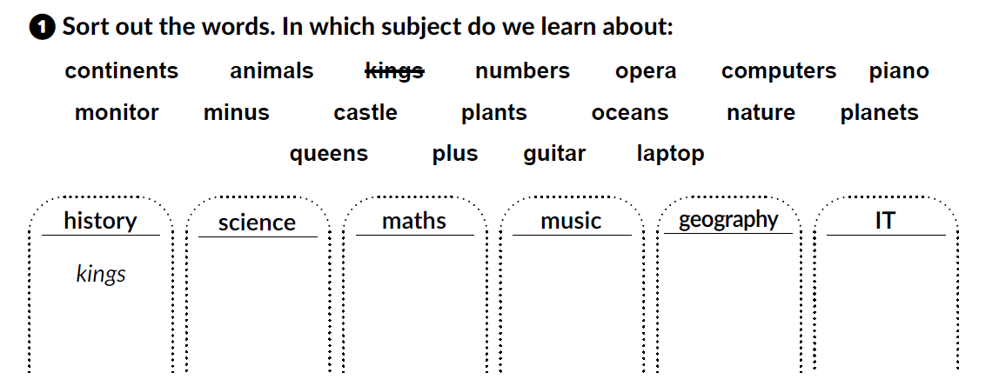 1 Sort out the words. In which subject do we learn about:
continents animals kings numbers opera computers piano
monitor minus castle plants oceans nature planets
queens plus guitar laptop
history science maths music geography IT
kings